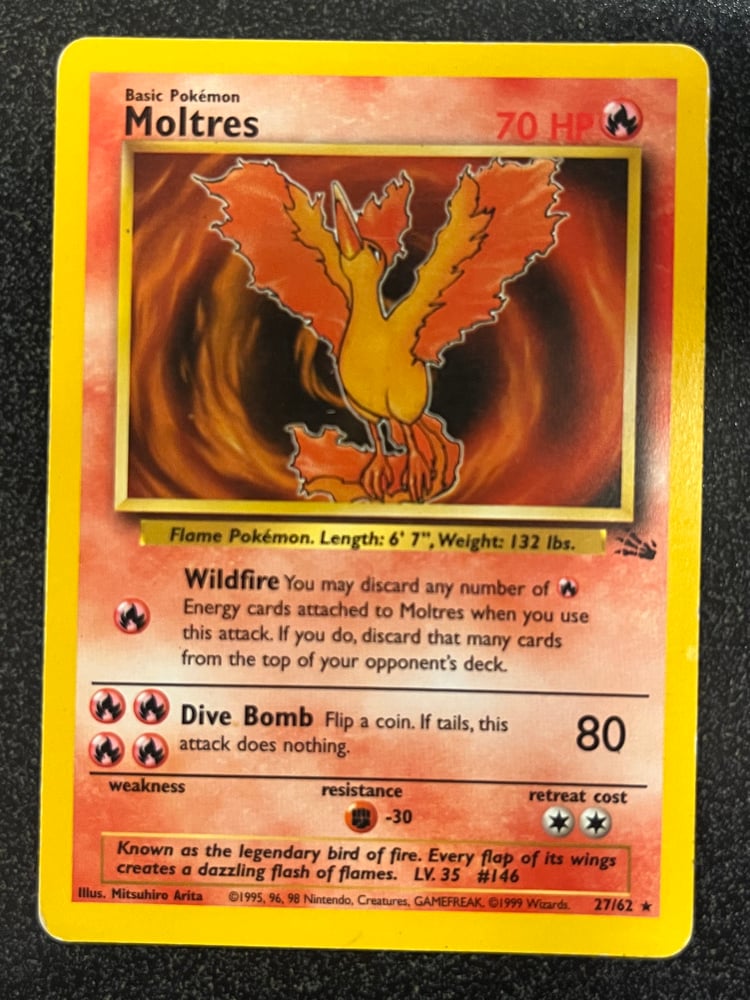 Basic Pokémon
Moltres 70 HP
Flame Pokémon. Length: 6' 7", Weight: 132 lbs.
Wildfire You may discard any number of
Energy cards attached to Moltres when you use
this attack. If you do, discard that many cards
from the top of your opponent's deck.
Dive Bomb Flip a coin. If tails, this
attack does nothing.
80
weakness resistance retreat cost
-30
Known as the legendary bird of fire. Every flap of its wings
creates a dazzling flash of flames. LV. 35 #146
Illus. Mitsuhiro Arita ©1995, 96, 98 Nintendo, Creatures, GAMEFREAK. ©1999 Wizards. 27/62 ★